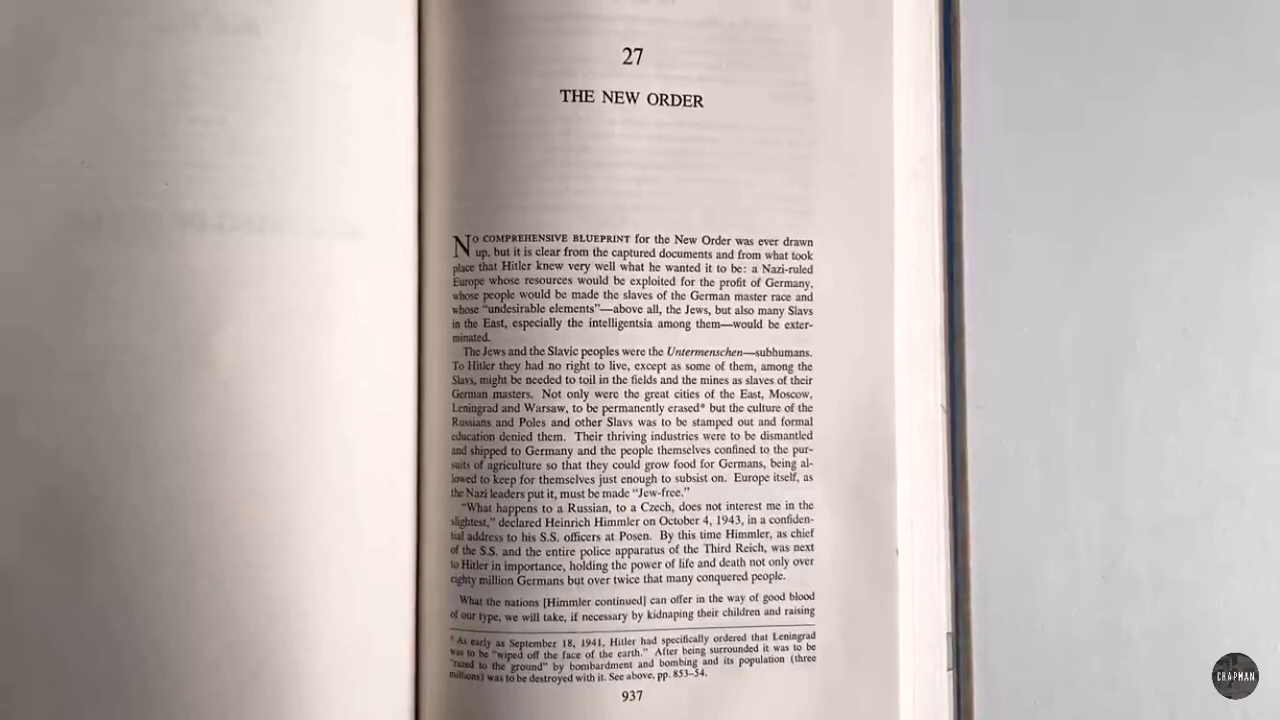 27
THE NEW ORDER
NO COMPREHENSIVE BLUEPRINT for the New Order was ever drawn
up, but it is clear from the captured documents and from what took
place that Hitler knew very well what he wanted it to be: a Nazi-ruled
Europe whose resources would be exploited for the profit of Germany,
whose people would be made the slaves of the German master race and
whose "undesirable elements"—above all, the Jews, but also many Slavs
in the East, especially the intelligentsia among them—would be exter-
minated.
The Jews and the Slavic peoples were the Untermenschen—subhumans.
To Hitler they had no right to live, except as some of them, among the
Slavs, might be needed to toil in the fields and the mines as slaves of their
German masters. Not only were the great cities of the East, Moscow,
Leningrad and Warsaw, to be permanently erased* but the culture of the
Russians and Poles and other Slavs was to be stamped out and formal
education denied them. Their thriving industries were to be dismantled
and shipped to Germany and the people themselves confined to the pur-
suits of agriculture so that they could grow food for Germans, being al-
lowed to keep for themselves just enough to subsist on. Europe itself, as
the Nazi leaders put it, must be made "Jew-free."
"What happens to a Russian, to a Czech, does not interest me in the
slightest," declared Heinrich Himmler on October 4, 1943, in a confiden-
tial address to his S.S. officers at Posen. By this time Himmler, as chief
of the S.S. and the entire police apparatus of the Third Reich, was next
to Hitler in importance, holding the power of life and death not only over
eighty million Germans but over twice that many conquered people.
What the nations [Himmler continued] can offer in the way of good blood
of our type, we will take, if necessary by kidnaping their children and raising
* As early as September 18, 1941, Hitler had specifically ordered that Leningrad
was to be "wiped off the face of the earth." After being surrounded it was to be
"razed to the ground" by bombardment and bombing and its population (three
millions) was to be destroyed with it. See above, pp. 853–54.
937
CHAPMAN